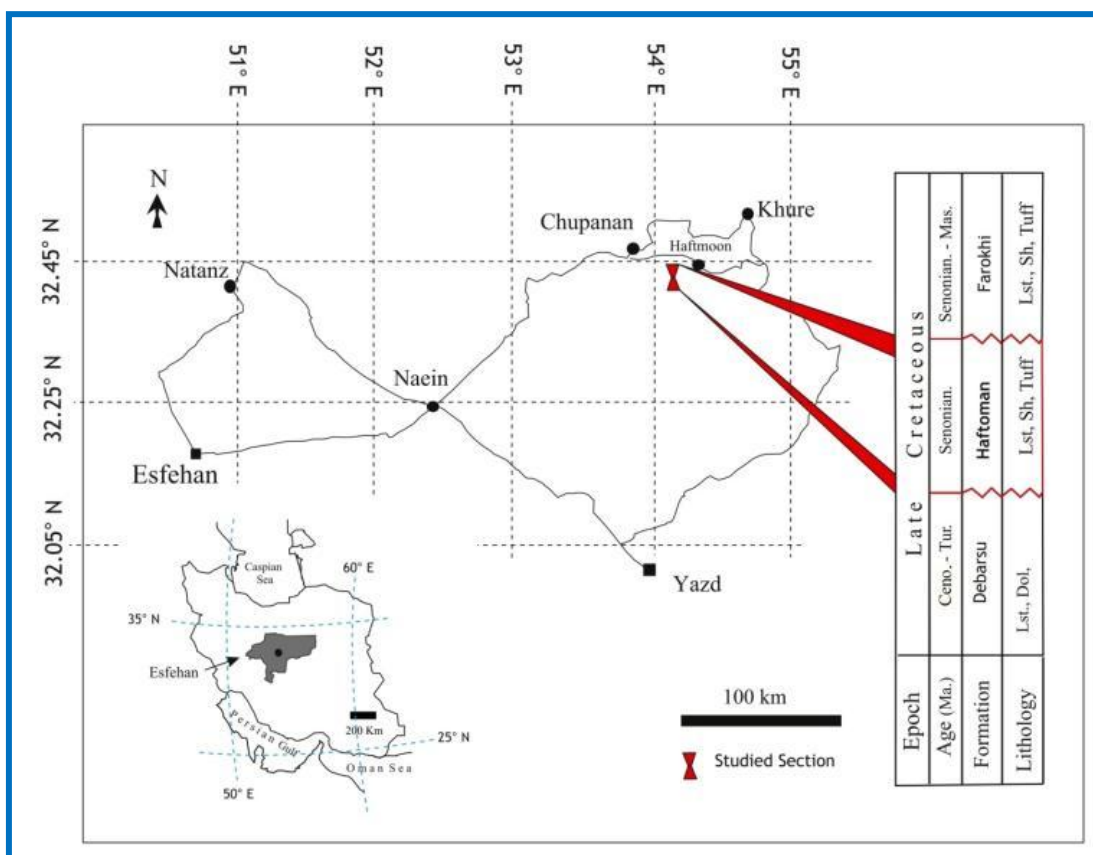 51° E
52° E
53° E
54° E
55° E
N
32.45° N
32.25° N
32.05° N
Natanz
Chupanan
Khure
Haftmoon
Naein
Esfehan
Yazd
Caspian
Sea
60° E
35° N
Esfehan
Persian Gulf
200 Km
25° N
Oman Sea
50° E
100 km
Studied Section
Late Cretaceous
Senonian. - Mas.
Farokhi
Lst., Sh, Tuff
Senonian.
Haftoman
Lst, Sh, Tuff
Ceno. - Tur.
Debarsu
Lst., Dol,
Epoch
Age (Ma.)
Formation
Lithology